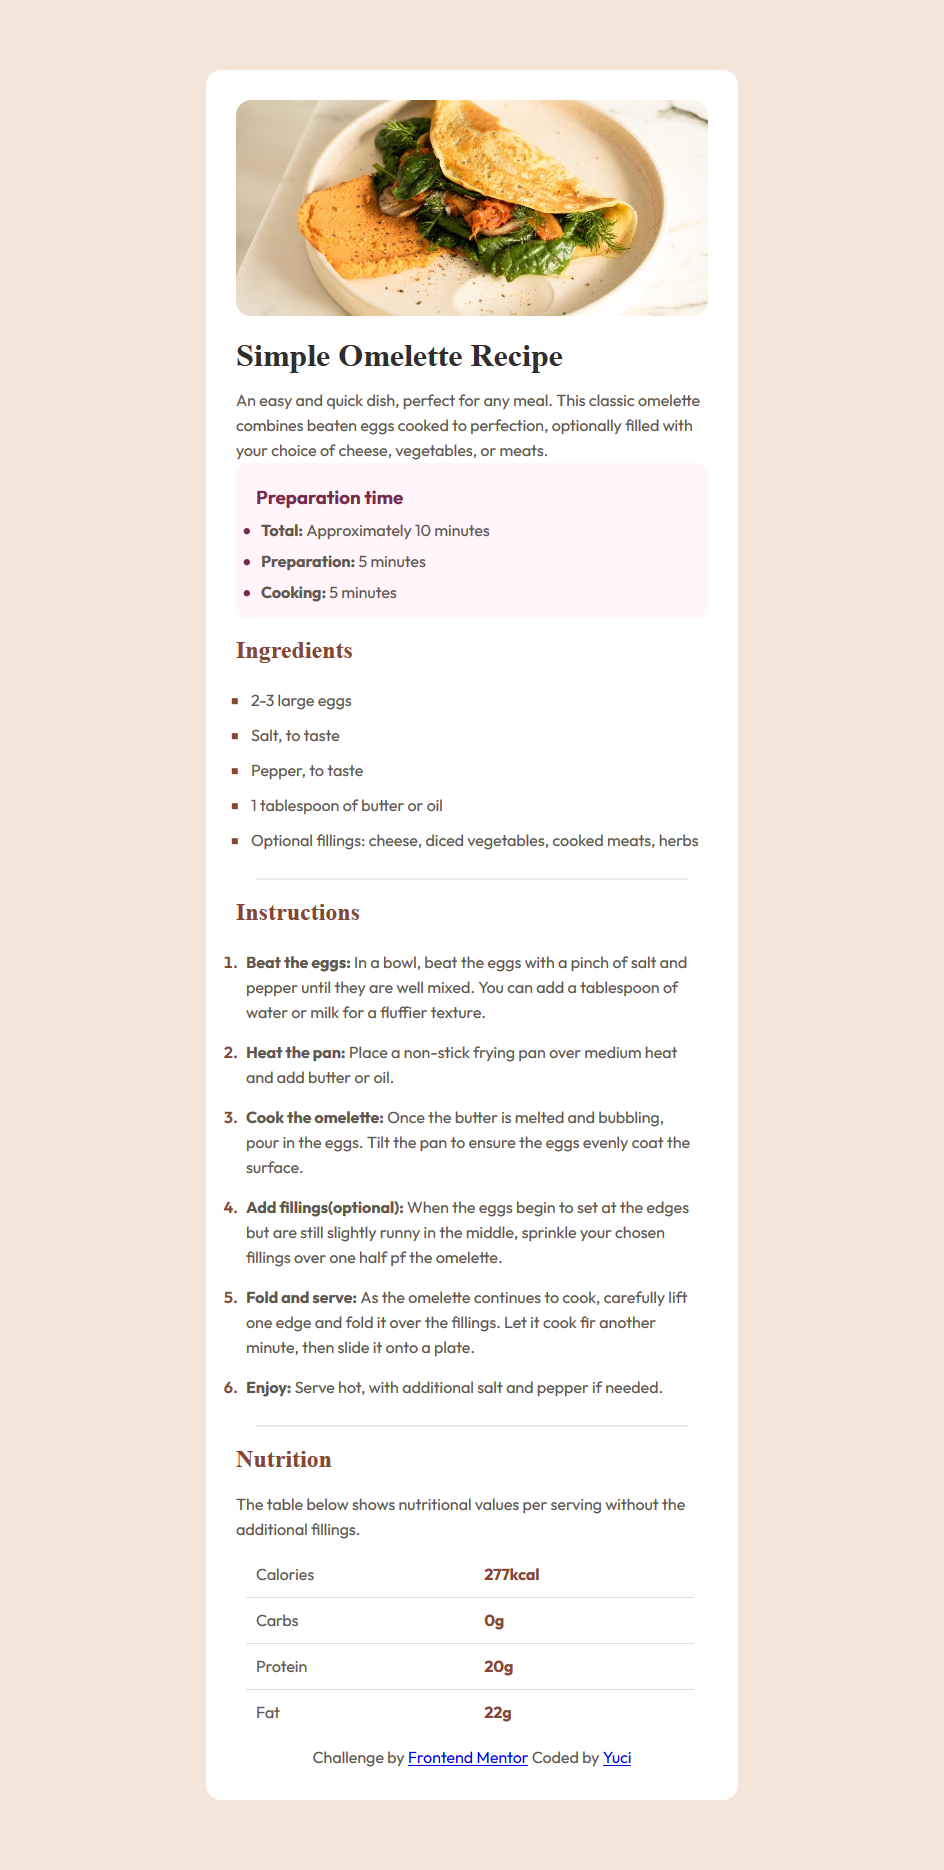 Simple Omelette Recipe
An easy and quick dish, perfect for any meal. This classic omelette
combines beaten eggs cooked to perfection, optionally filled with
your choice of cheese, vegetables, or meats.
Preparation time
• Total: Approximately 10 minutes
• Preparation: 5 minutes
• Cooking: 5 minutes
Ingredients
▪ 2-3 large eggs
▪ Salt, to taste
▪ Pepper, to taste
▪ 1 tablespoon of butter or oil
▪ Optional fillings: cheese, diced vegetables, cooked meats, herbs
Instructions
1. Beat the eggs: In a bowl, beat the eggs with a pinch of salt and
pepper until they are well mixed. You can add a tablespoon of
water or milk for a fluffier texture.
2. Heat the pan: Place a non-stick frying pan over medium heat
and add butter or oil.
3. Cook the omelette: Once the butter is melted and bubbling,
pour in the eggs. Tilt the pan to ensure the eggs evenly coat the
surface.
4. Add fillings(optional): When the eggs begin to set at the edges
but are still slightly runny in the middle, sprinkle your chosen
fillings over one half pf the omelette.
5. Fold and serve: As the omelette continues to cook, carefully lift
one edge and fold it over the fillings. Let it cook fir another
minute, then slide it onto a plate.
6. Enjoy: Serve hot, with additional salt and pepper if needed.
Nutrition
The table below shows nutritional values per serving without the
additional fillings.
Calories 277kcal
Carbs 0g
Protein 20g
Fat 22g
Challenge by Frontend Mentor Coded by Yuci